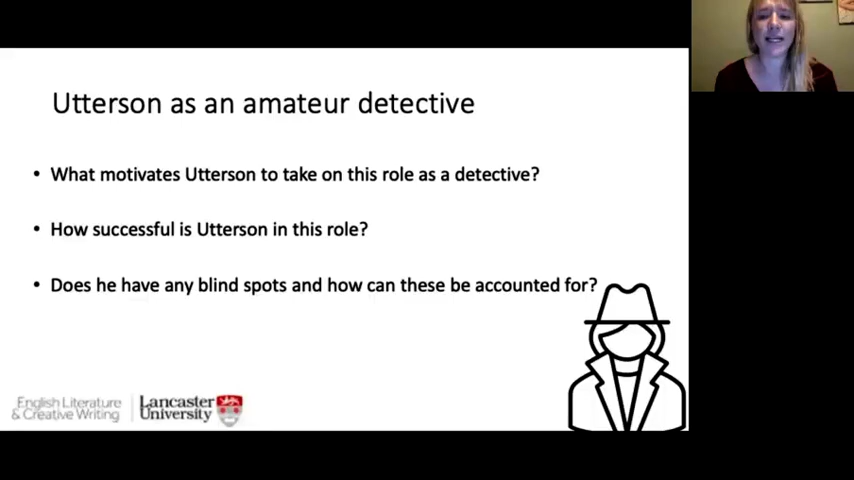 Utterson as an amateur detective
• What motivates Utterson to take on this role as a detective?
• How successful is Utterson in this role?
• Does he have any blind spots and how can these be accounted for?
English Literature
& Creative Writing
Lancaster
University